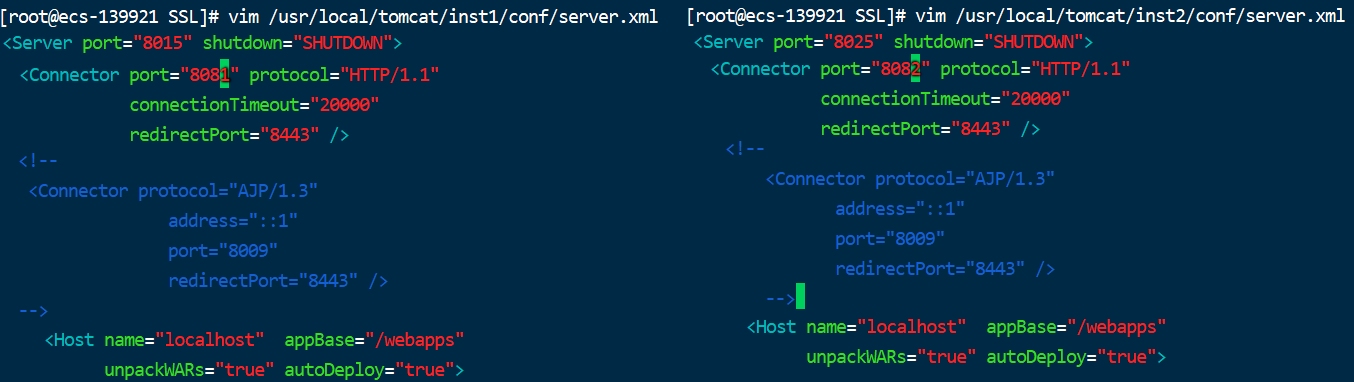 [root@ecs-139921 SSL]# vim /usr/local/tomcat/inst1/conf/server.xml
<Server port="8015" shutdown="SHUTDOWN">
<Connector port="8081" protocol="HTTP/1.1"
connectionTimeout="20000"
redirectPort="8443" />
<!--
<Connector protocol="AJP/1.3"
address="::1"
port="8009"
redirectPort="8443" />
-->
<Host name="localhost"  appBase="/webapps"
unpackWARs="true" autoDeploy="true">
[root@ecs-139921 SSL]# vim /usr/local/tomcat/inst2/conf/server.xml
<Server port="8025" shutdown="SHUTDOWN">
<Connector port="8082" protocol="HTTP/1.1"
connectionTimeout="20000"
redirectPort="8443" />
<!--
<Connector protocol="AJP/1.3"
address="::1"
port="8009"
redirectPort="8443" />
-->
<Host name="localhost"  appBase="/webapps"
unpackWARs="true" autoDeploy="true">